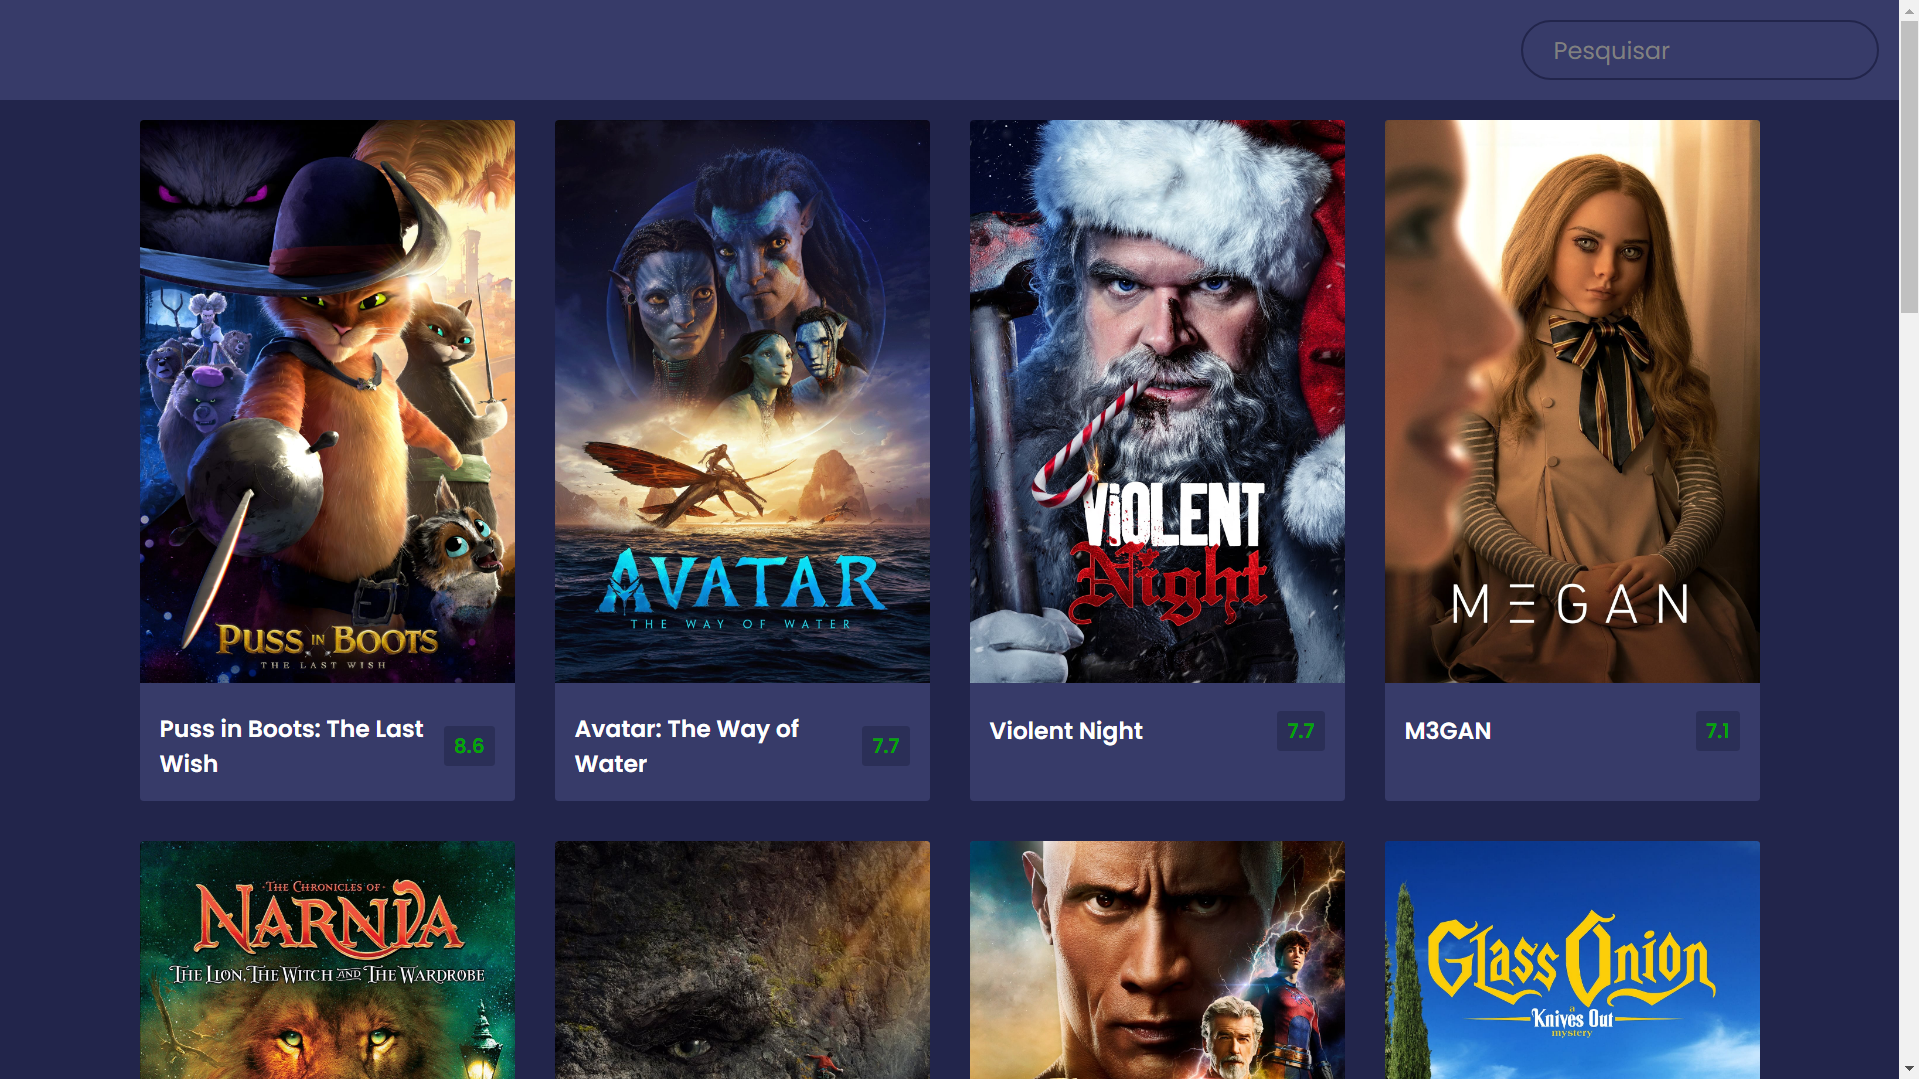 Pesquisar
PUSS IN BOOTS
THE LAST WISH
AVATAR
THE WAY OF WATER
ViOLENT
Night
MΞGAN
Puss in Boots: The Last
Wish
8.6
Avatar: The Way of
Water
7.7
Violent Night
7.7
M3GAN
7.1
THE CHRONICLES OF
NARNIA
THE LION, THE WITCH AND THE WARDROBE
GLASS ONION
a
Knives Out
mystery